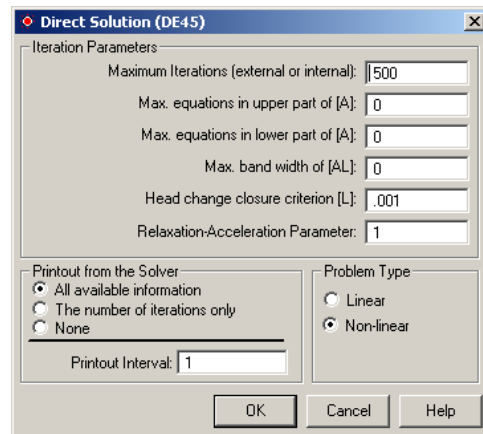 Direct Solution (DE45)
Iteration Parameters
Maximum Iterations (external or internal): 500
Max. equations in upper part of [A]: 0
Max. equations in lower part of [A]: 0
Max. band width of [AL]: 0
Head change closure criterion [L]: .001
Relaxation-Acceleration Parameter: 1
Printout from the Solver
All available information
The number of iterations only
None
Printout Interval: 1
Problem Type
Linear
Non-linear
OK Cancel Help